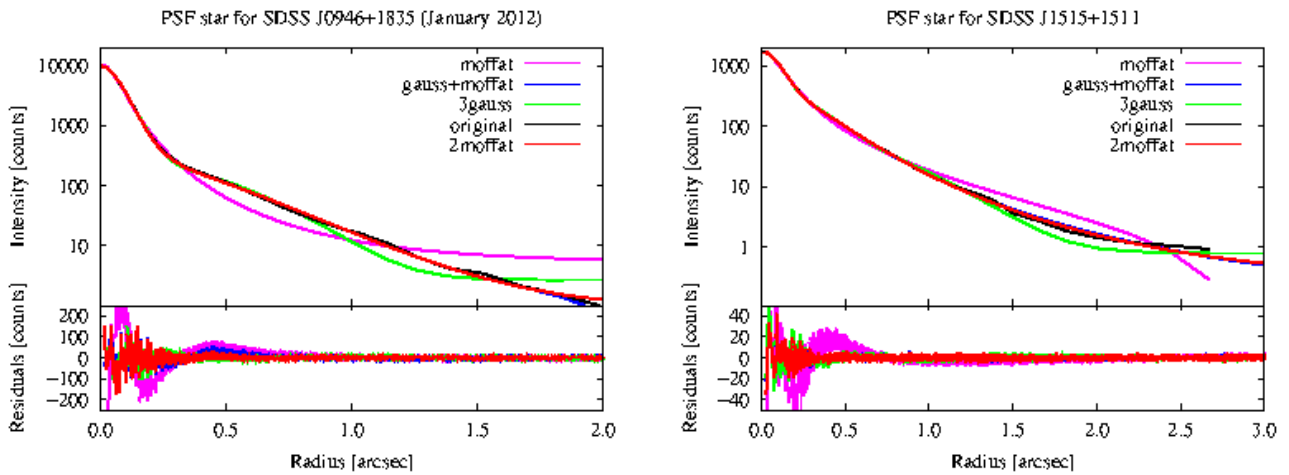 PSF star for SDSS J0946+1835 (January 2012)
Intensity [counts]
10000
1000
100
10
moffat
gauss+moffat
3gauss
original
2moffat
Residuals [counts]
200
100
0
−100
−200
0.0 0.5 1.0 1.5 2.0
Radius [arcsec]
PSF star for SDSS J1515+1511
Intensity [counts]
1000
100
10
1
moffat
gauss+moffat
3gauss
original
2moffat
Residuals [counts]
40
20
0
−20
−40
0.0 0.5 1.0 1.5 2.0 2.5 3.0
Radius [arcsec]